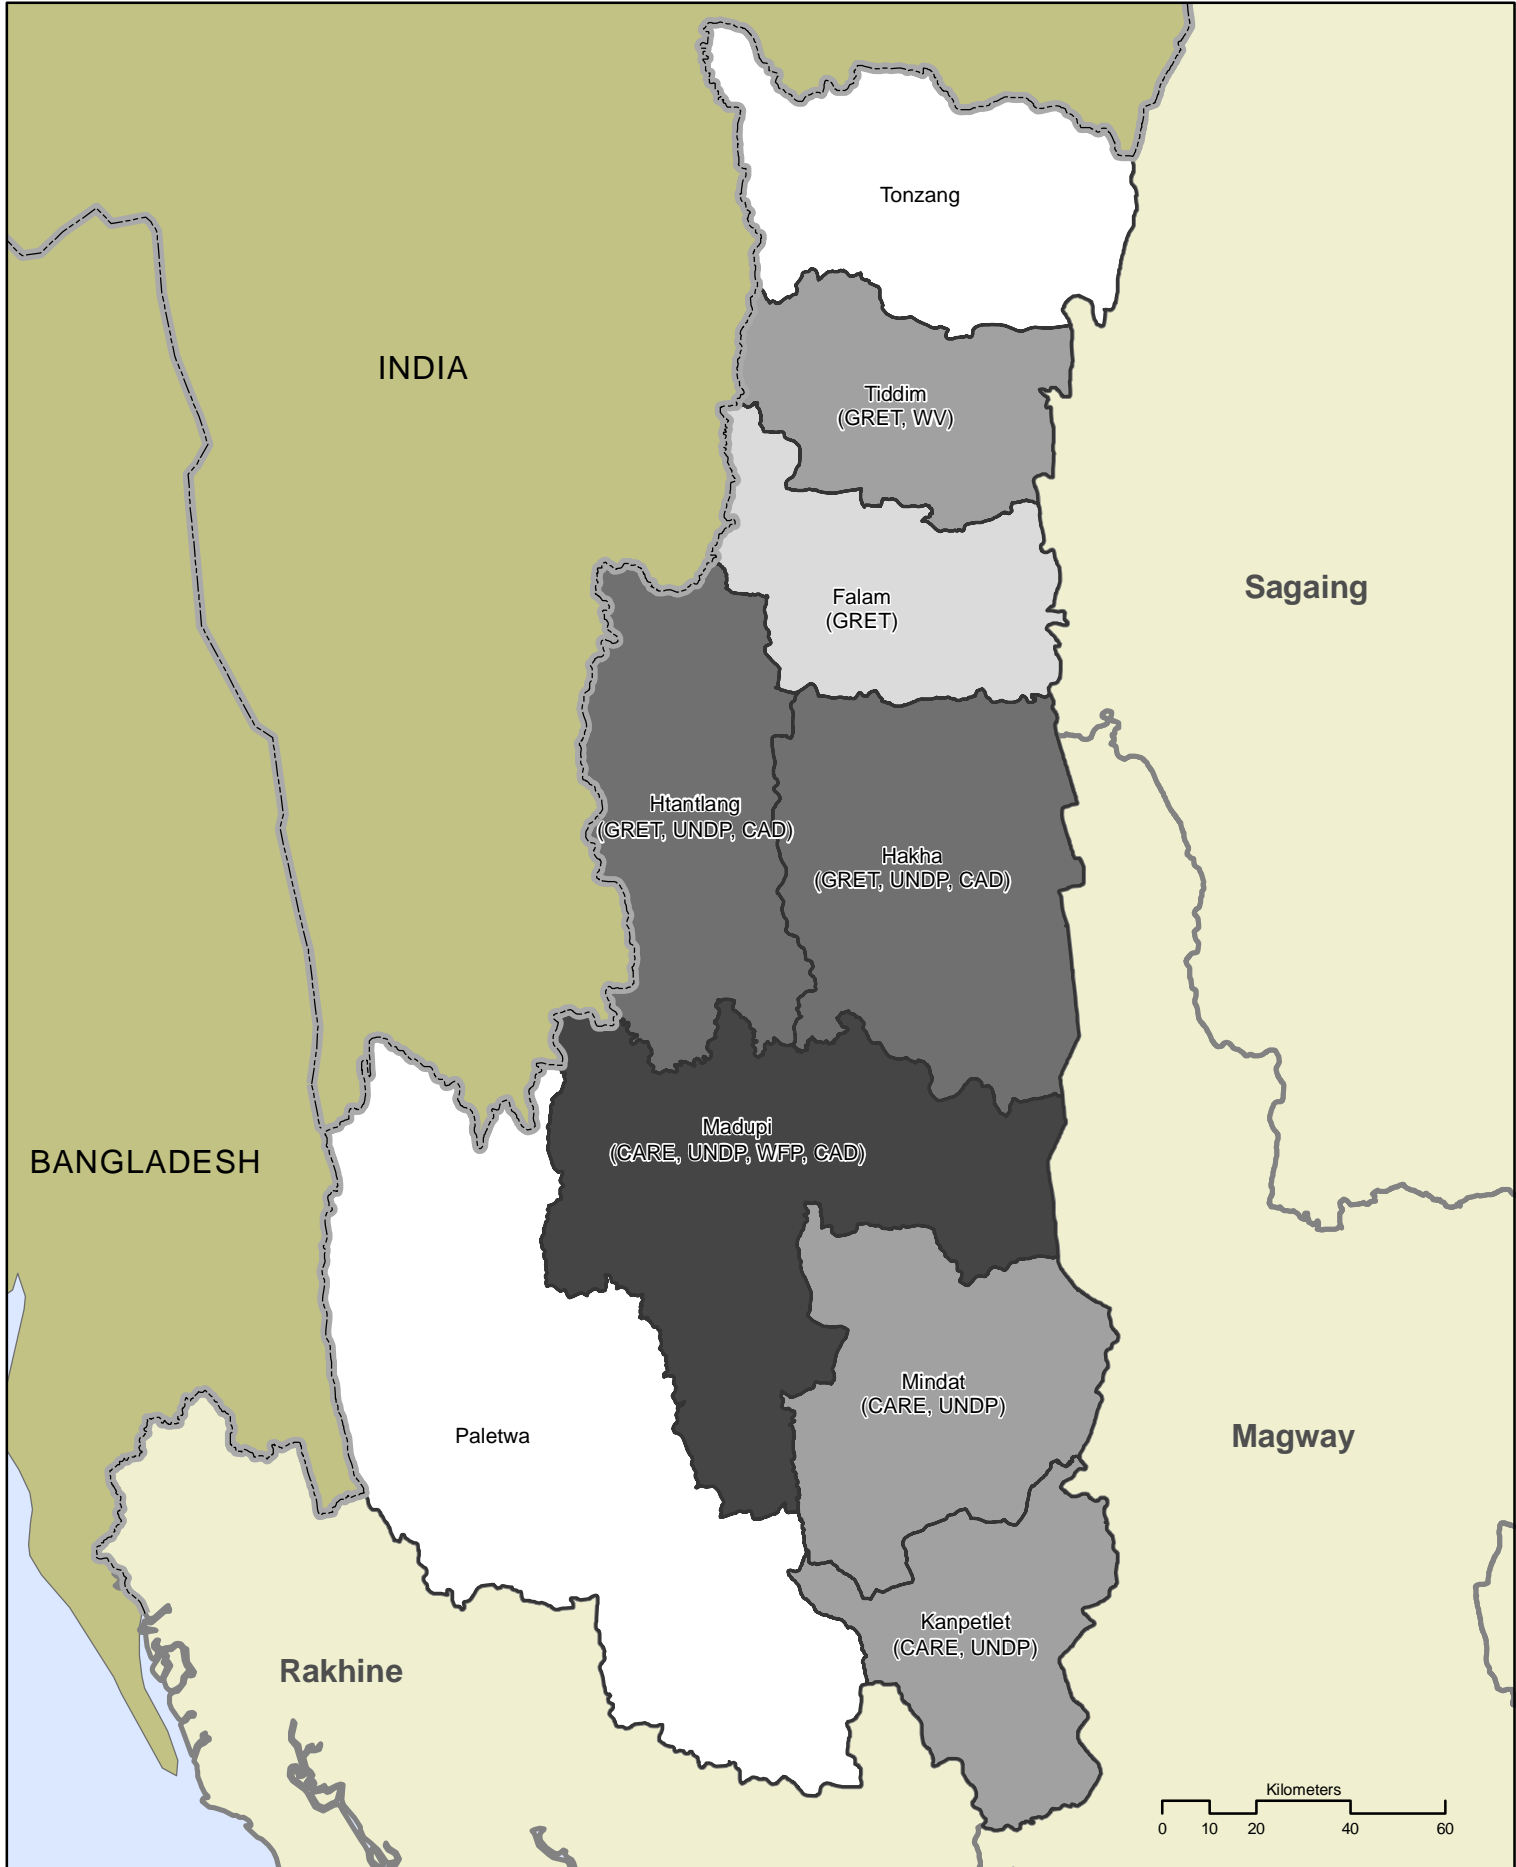 Tonzang
INDIA
Tiddim
(GRET, WV)
Sagaing
Falam
(GRET)
Htantlang
(GRET, UNDP, CAD)
Hakha
(GRET, UNDP, CAD)
Madupi
(CARE, UNDP, WFP, CAD)
BANGLADESH
Mindat
(CARE, UNDP)
Paletwa
Magway
Kanpetlet
(CARE, UNDP)
Rakhine
Kilometers
0 10 20 40 60